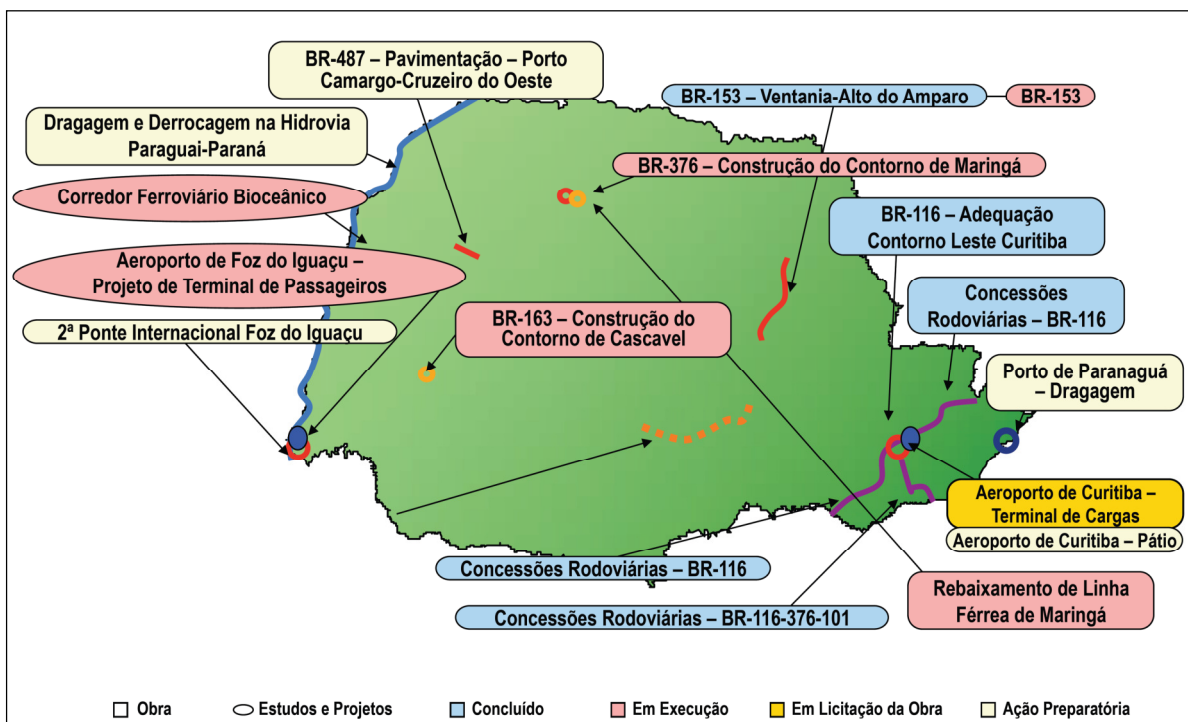 BR-487 – Pavimentação – Porto
Camargo-Cruzeiro do Oeste
BR-153 – Ventania-Alto do Amparo
BR-153
Dragagem e Derrocagem na Hidrovia
Paraguai-Paraná
BR-376 – Construção do Contorno de Maringá
Corredor Ferroviário Bioceânico
BR-116 – Adequação
Contorno Leste Curitiba
Aeroporto de Foz do Iguaçu –
Projeto de Terminal de Passageiros
Concessões
Rodoviárias – BR-116
2ª Ponte Internacional Foz do Iguaçu
BR-163 – Construção do
Contorno de Cascavel
Porto de Paranaguá
– Dragagem
Aeroporto de Curitiba –
Terminal de Cargas
Aeroporto de Curitiba – Pátio
Concessões Rodoviárias – BR-116
Rebaixamento de Linha
Férrea de Maringá
Concessões Rodoviárias – BR-116-376-101
Obra
Estudos e Projetos
Concluído
Em Execução
Em Licitação da Obra
Ação Preparatória